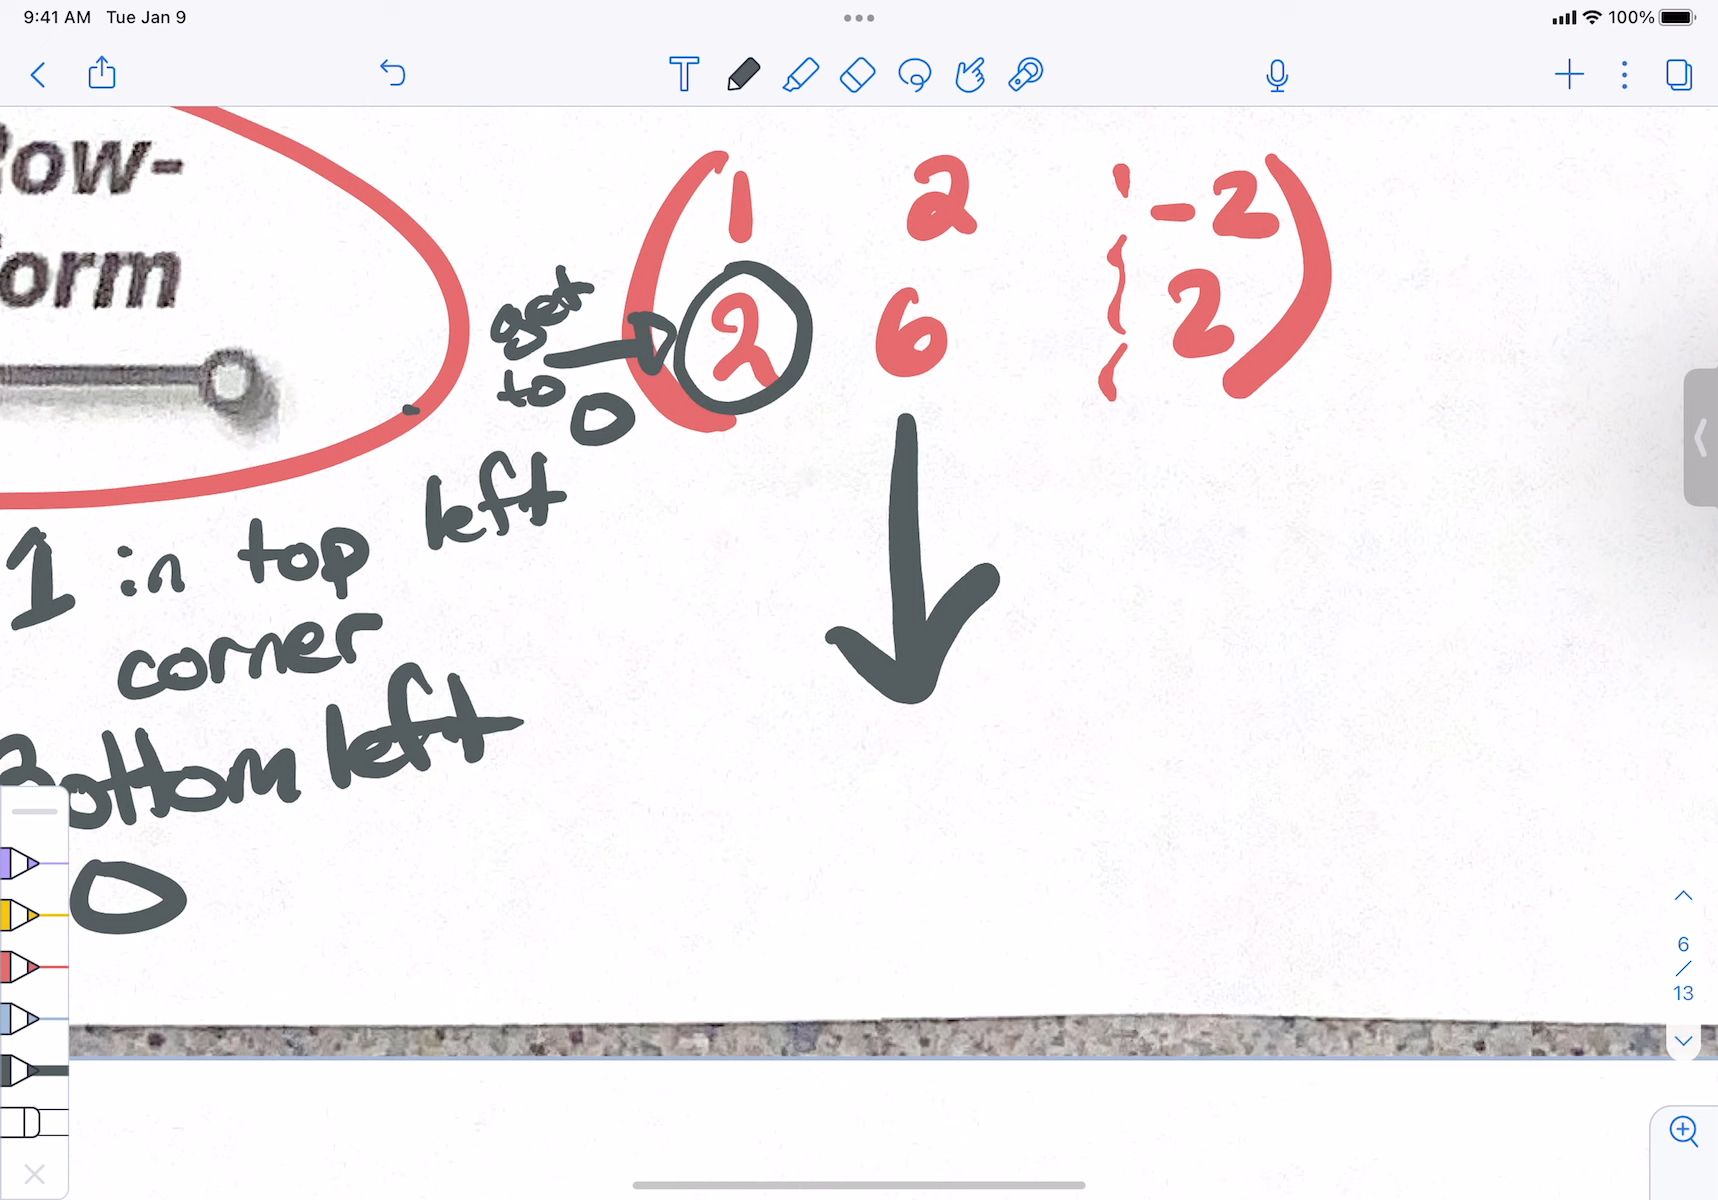 9:41 AM Tue Jan 9
100%
ow-
orm
1 2 -2
2 6 2
get
to
0
1 in top left
corner
Bottom left
0
6
/
13